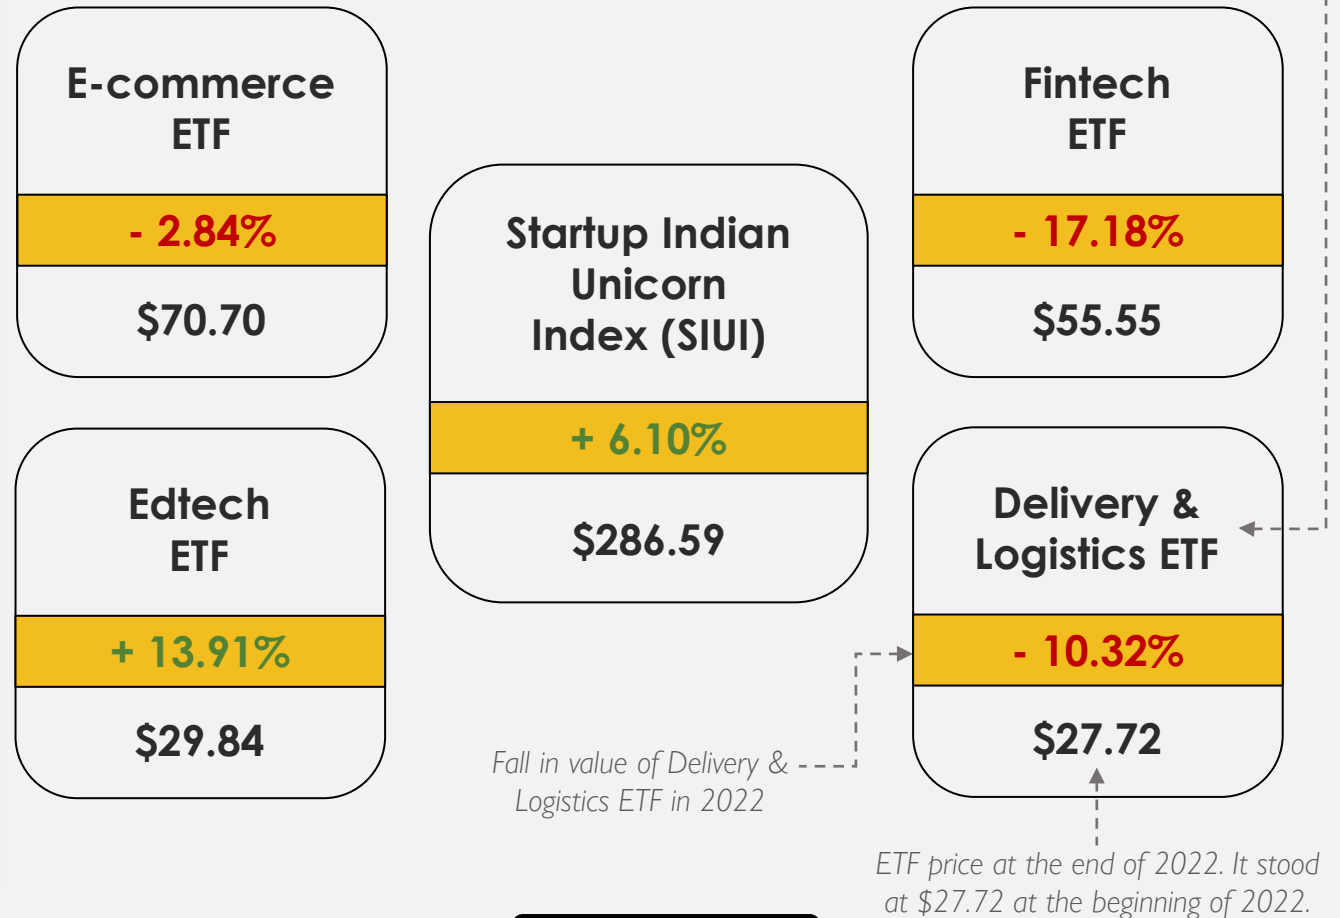 E-commerce
ETF
- 2.84%
$70.70
Fintech
ETF
- 17.18%
$55.55
Startup Indian
Unicorn
Index (SIUI)
+ 6.10%
$286.59
Edtech
ETF
+ 13.91%
$29.84
Delivery &
Logistics ETF
- 10.32%
$27.72
Fall in value of Delivery &
Logistics ETF in 2022
ETF price at the end of 2022. It stood
at $27.72 at the beginning of 2022.